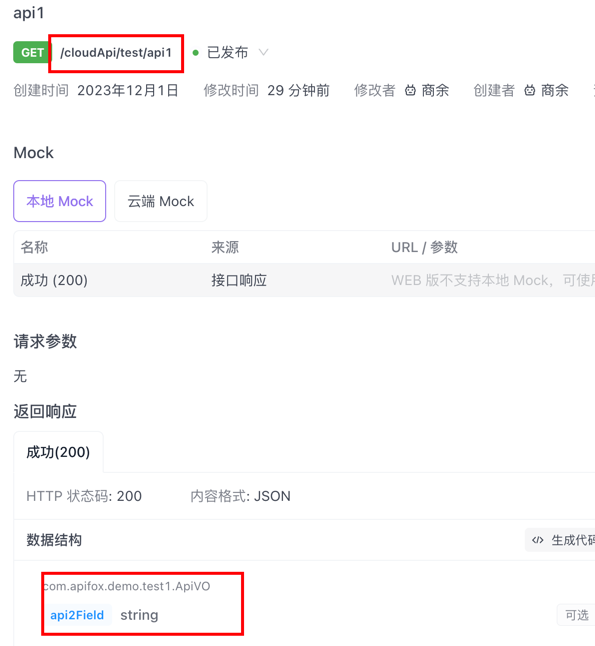 api1
GET /cloudApi/test/api1 已发布
创建时间 2023年12月1日 修改时间 29 分钟前 修改者 商余 创建者 商余
Mock
本地 Mock 云端 Mock
名称 来源 URL / 参数
成功 (200) 接口响应 WEB 版不支持本地 Mock，可使
请求参数
无
返回响应
成功(200)
HTTP 状态码: 200 内容格式: JSON
数据结构 </> 生成代码
com.apifox.demo.test1.ApiVO
api2Field string 可选